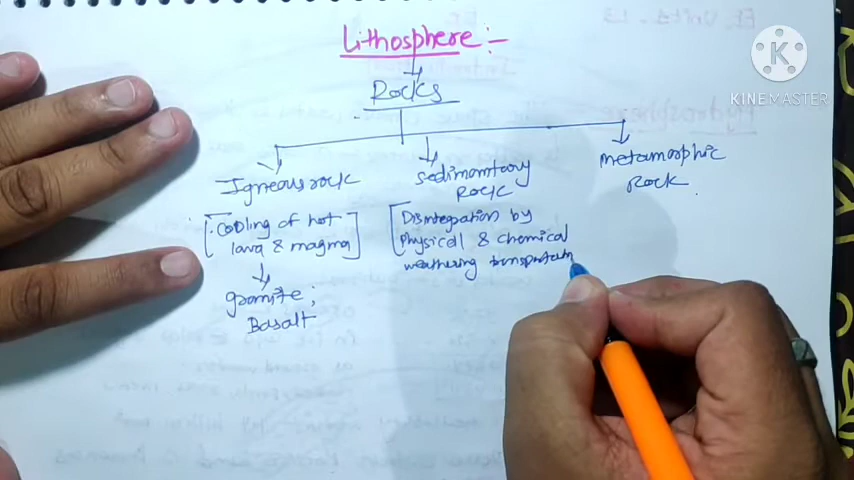 Lithosphere :-
Rocks
Igneous rock
[Cooling of hot
lava & magma]
granite;
Basalt
Sedimentary
Rock
[Disintegration by
Physical & chemical
weathering transportation
metamorphic
Rock
K
KINEMASTER